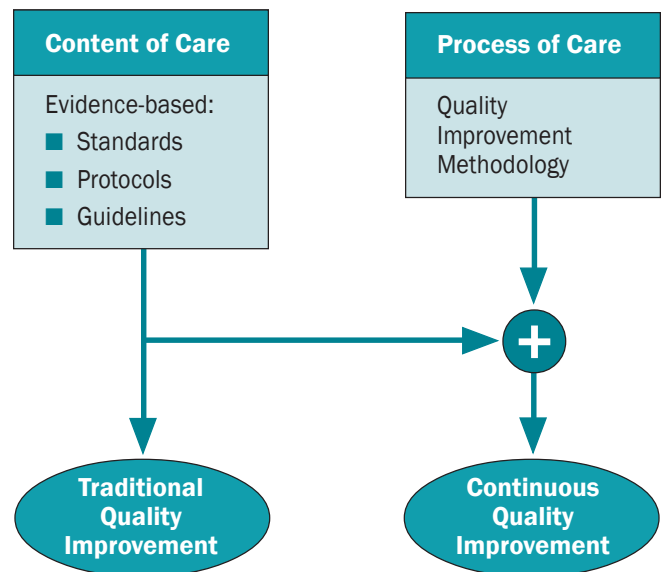 Content of Care
Evidence-based:
■ Standards
■ Protocols
■ Guidelines
Process of Care
Quality
Improvement
Methodology
+
Traditional
Quality
Improvement
Continuous
Quality
Improvement